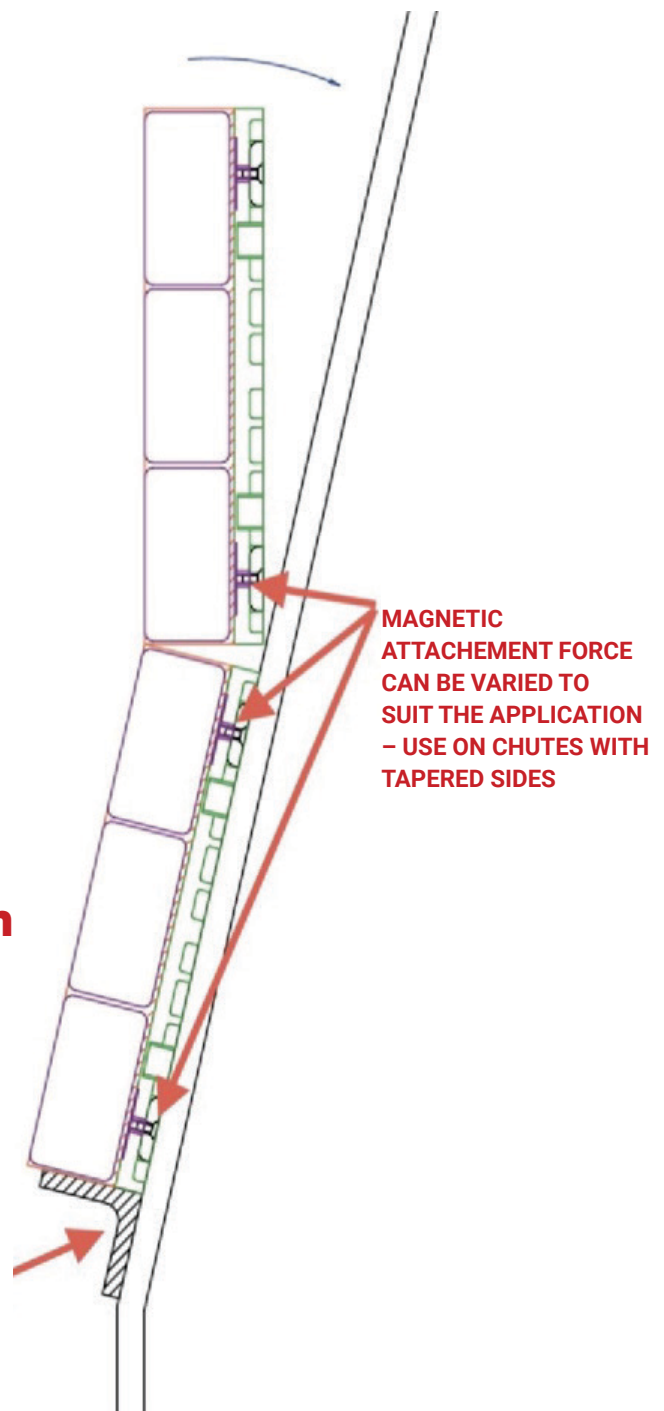 MAGNETIC
ATTACHEMENT FORCE
CAN BE VARIED TO
SUIT THE APPLICATION
– USE ON CHUTES WITH
TAPERED SIDES
n